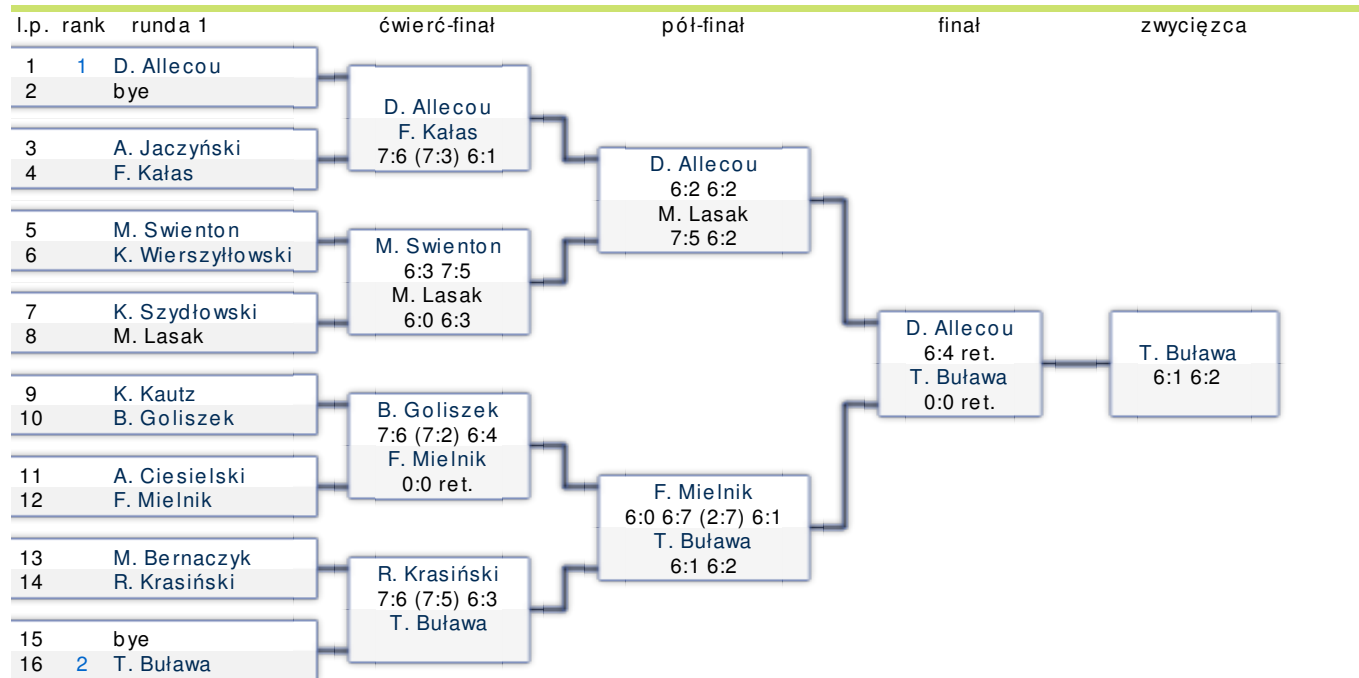 l.p. rank runda 1 ćwierć-finał pół-finał finał zwycięzca
1 1 D. Allecou
2 bye
3 A. Jaczyński
4 F. Kałas
5 M. Swienton
6 K. Wierszyłłowski
7 K. Szydłowski
8 M. Lasak
9 K. Kautz
10 B. Goliszek
11 A. Ciesielski
12 F. Mielnik
13 M. Bernaczyk
14 R. Krasiński
15 bye
16 2 T. Buława
D. Allecou
F. Kałas
7:6 (7:3) 6:1
M. Swienton
6:3 7:5
M. Lasak
6:0 6:3
B. Goliszek
7:6 (7:2) 6:4
F. Mielnik
0:0 ret.
R. Krasiński
7:6 (7:5) 6:3
T. Buława
D. Allecou
6:2 6:2
M. Lasak
7:5 6:2
F. Mielnik
6:0 6:7 (2:7) 6:1
T. Buława
6:1 6:2
D. Allecou
6:4 ret.
T. Buława
0:0 ret.
T. Buława
6:1 6:2